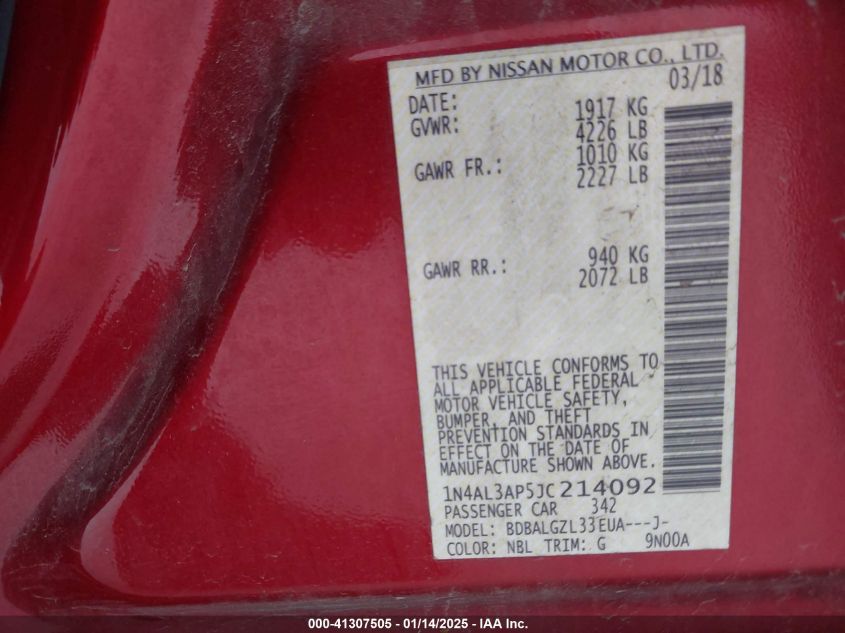 MFD BY NISSAN MOTOR CO., LTD.
DATE: 03/18
GVWR: 1917 KG
4226 LB
GAWR FR.: 1010 KG
2227 LB
GAWR RR.: 940 KG
2072 LB
THIS VEHICLE CONFORMS TO
ALL APPLICABLE FEDERAL
MOTOR VEHICLE SAFETY,
BUMPER, AND THEFT
PREVENTION STANDARDS IN
EFFECT ON THE DATE OF
MANUFACTURE SHOWN ABOVE.
1N4AL3AP5JC214092
PASSENGER CAR 342
MODEL: BDBALGZL33EUA---J-
COLOR: NBL TRIM: G 9N00A
000-41307505 - 01/14/2025 - IAA Inc.